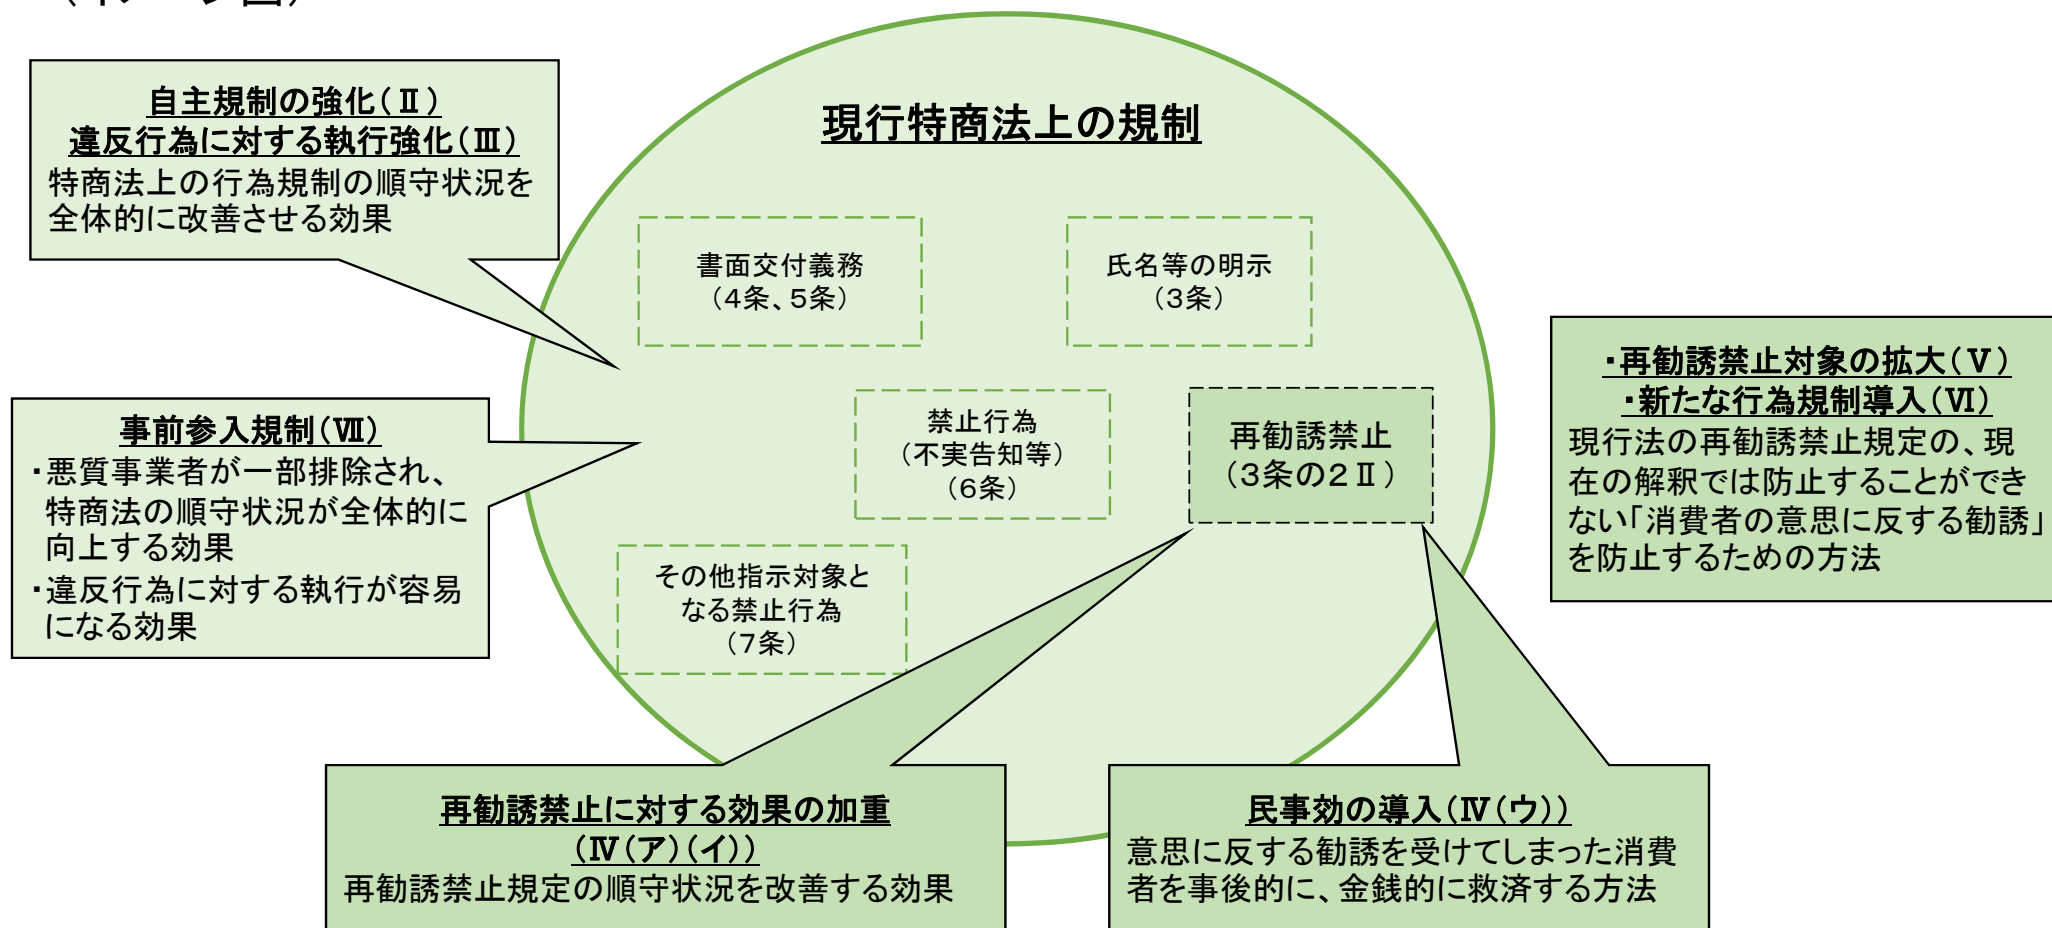 (イメージ図)
現行特商法上の規制
自主規制の強化(Ⅱ)
違反行為に対する執行強化(Ⅲ)
特商法上の行為規制の順守状況を
全体的に改善させる効果
書面交付義務
(4条、5条)
氏名等の明示
(3条)
・再勧誘禁止対象の拡大(Ⅴ)
・新たな行為規制導入(Ⅵ)
現行法の再勧誘禁止規定の、現
在の解釈では防止することができ
ない「消費者の意思に反する勧誘」
を防止するための方法
事前参入規制(Ⅶ)
・悪質事業者が一部排除され、
特商法の順守状況が全体的に
向上する効果
・違反行為に対する執行が容易
になる効果
禁止行為
(不実告知等)
(6条)
再勧誘禁止
(3条の2Ⅱ)
その他指示対象と
なる禁止行為
(7条)
再勧誘禁止に対する効果の加重
(Ⅳ(ア)(イ))
再勧誘禁止規定の順守状況を改善する効果
民事効の導入(Ⅳ(ウ))
意思に反する勧誘を受けてしまった消費
者を事後的に、金銭的に救済する方法